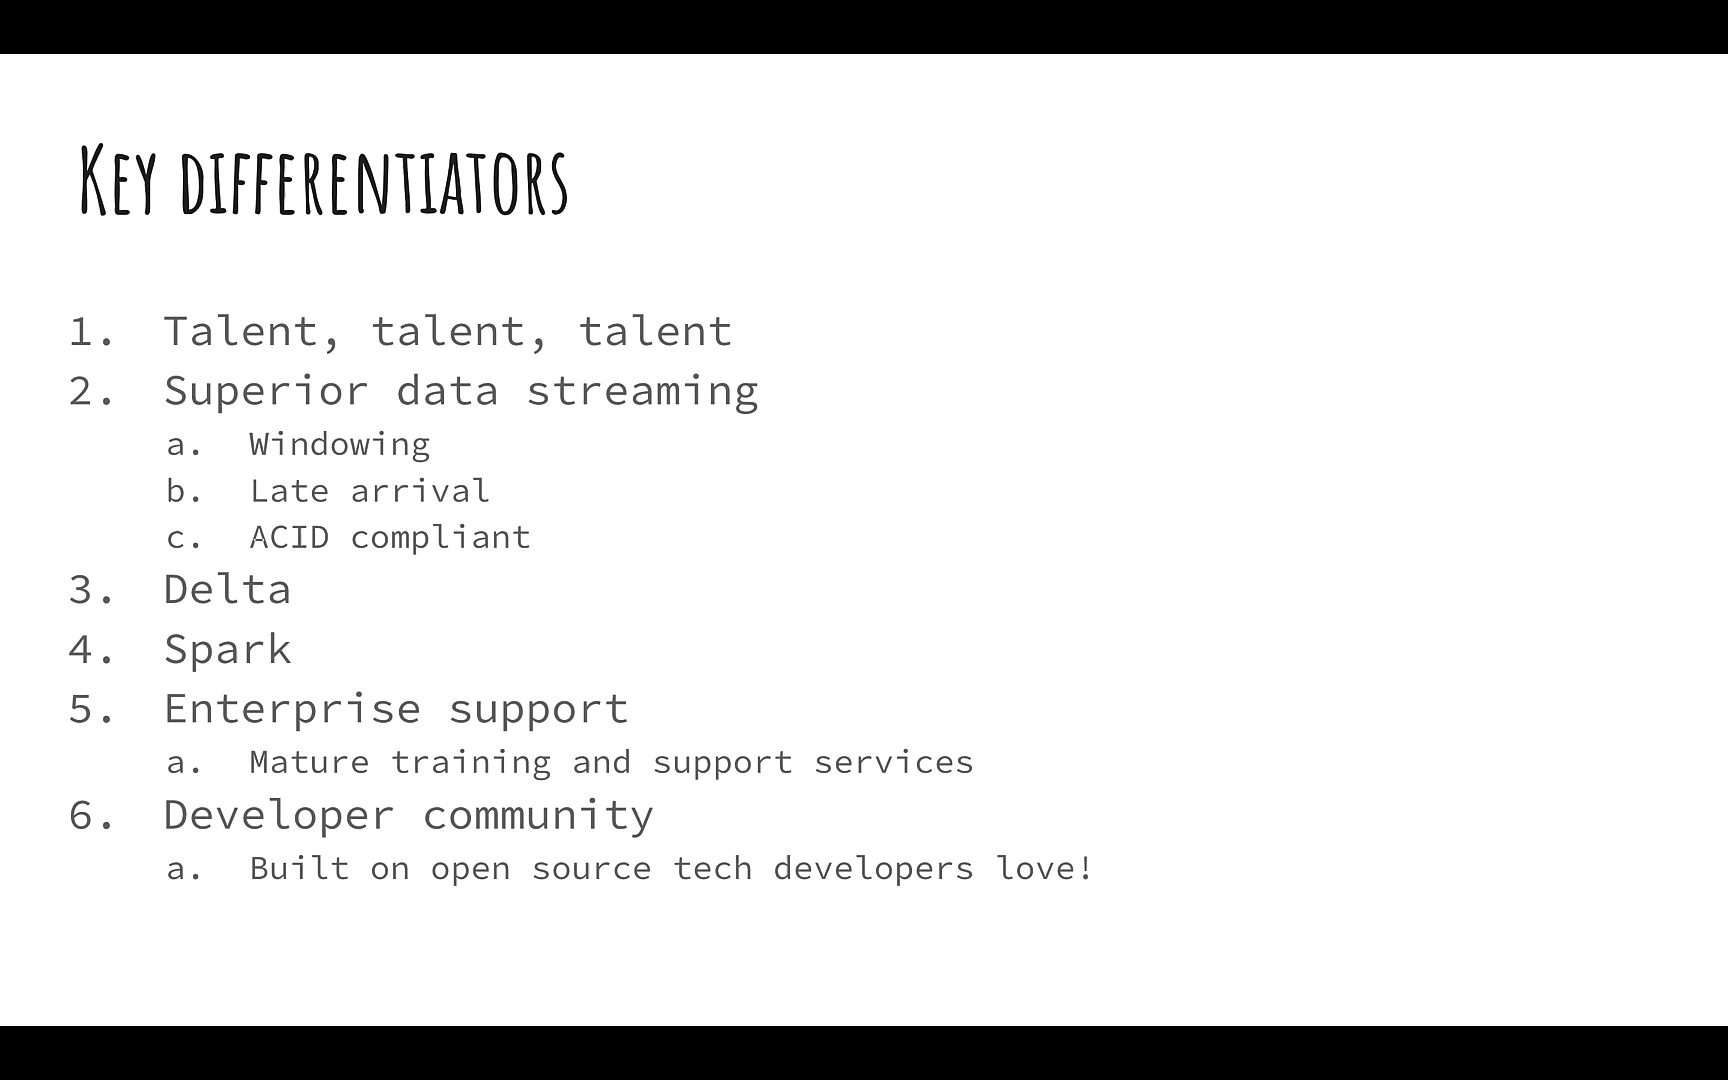 Key differentiators
1. Talent, talent, talent
2. Superior data streaming
a. Windowing
b. Late arrival
c. ACID compliant
3. Delta
4. Spark
5. Enterprise support
a. Mature training and support services
6. Developer community
a. Built on open source tech developers love!